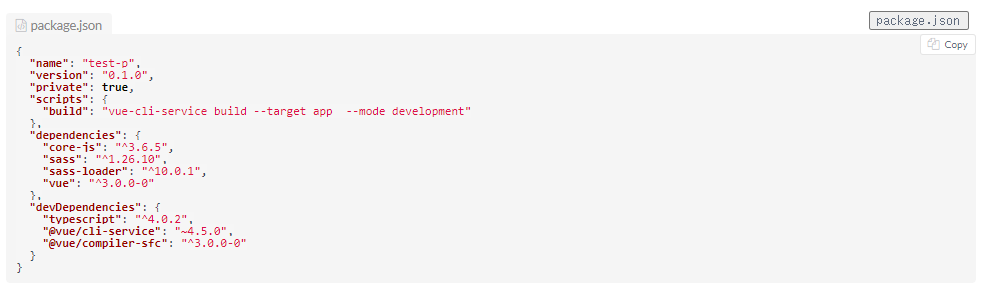 package.json
package.json
Copy
{
  "name": "test-p",
  "version": "0.1.0",
  "private": true,
  "scripts": {
    "build": "vue-cli-service build --target app  --mode development"
  },
  "dependencies": {
    "core-js": "^3.6.5",
    "sass": "^1.26.10",
    "sass-loader": "^10.0.1",
    "vue": "^3.0.0-0"
  },
  "devDependencies": {
    "typescript": "^4.0.2",
    "@vue/cli-service": "~4.5.0",
    "@vue/compiler-sfc": "^3.0.0-0"
  }
}